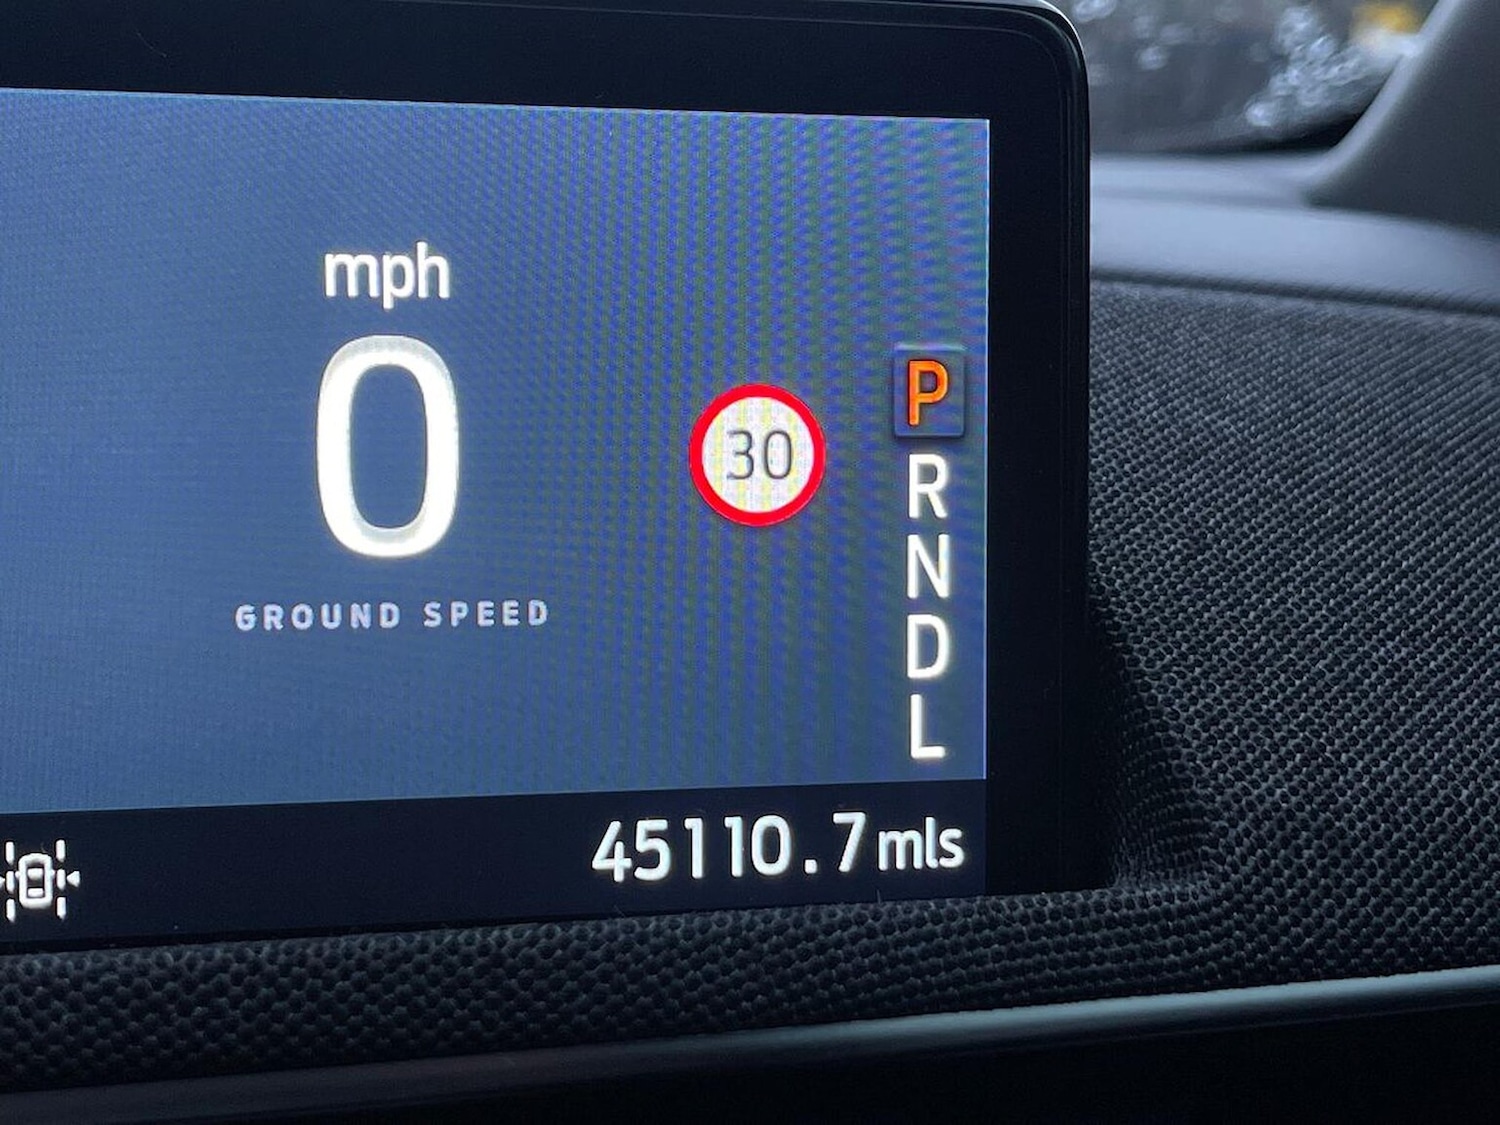 mph
0
GROUND SPEED
30
P
R
N
D
L
45110.7 mls